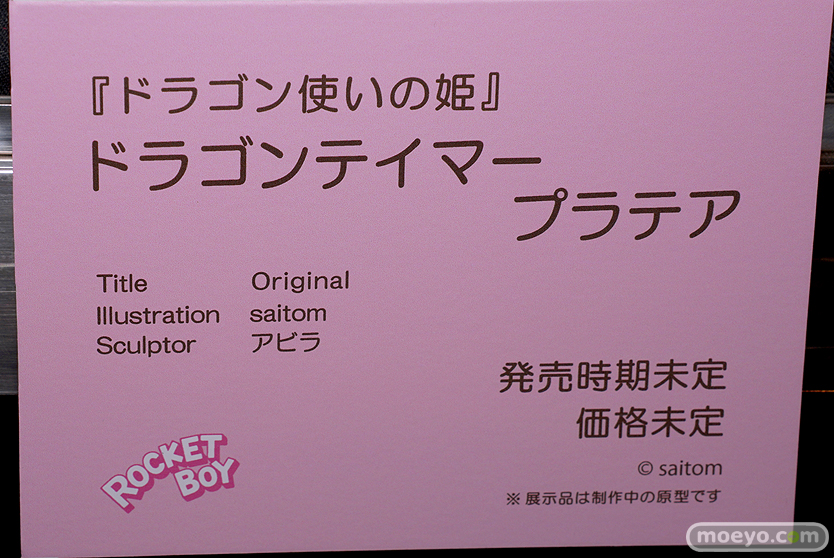 『ドラゴン使いの姫』
ドラゴンテイマー
プラテア
Title Original
Illustration saitom
Sculptor アビラ
発売時期未定
価格未定
© saitom
※展示品は制作中の原型です
ROCKET
BOY
moeyo.com